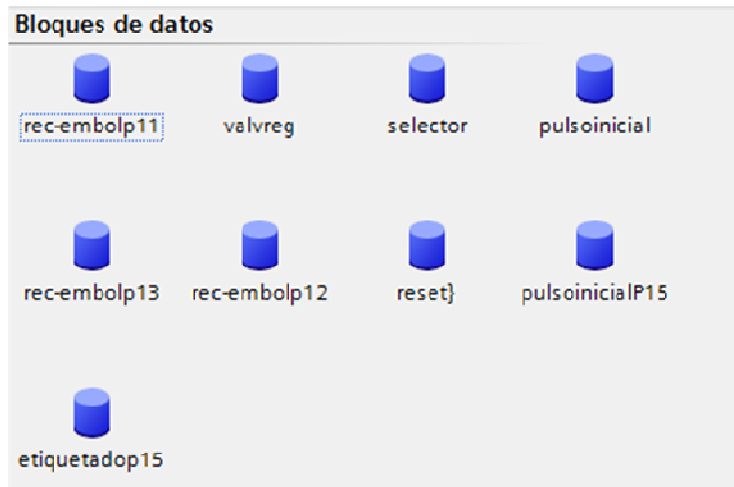 Bloques de datos
rec-embolp11 valvreg selector pulsoinicial
rec-embolp13 rec-embolp12 reset} pulsoinicialP15
etiquetadop15